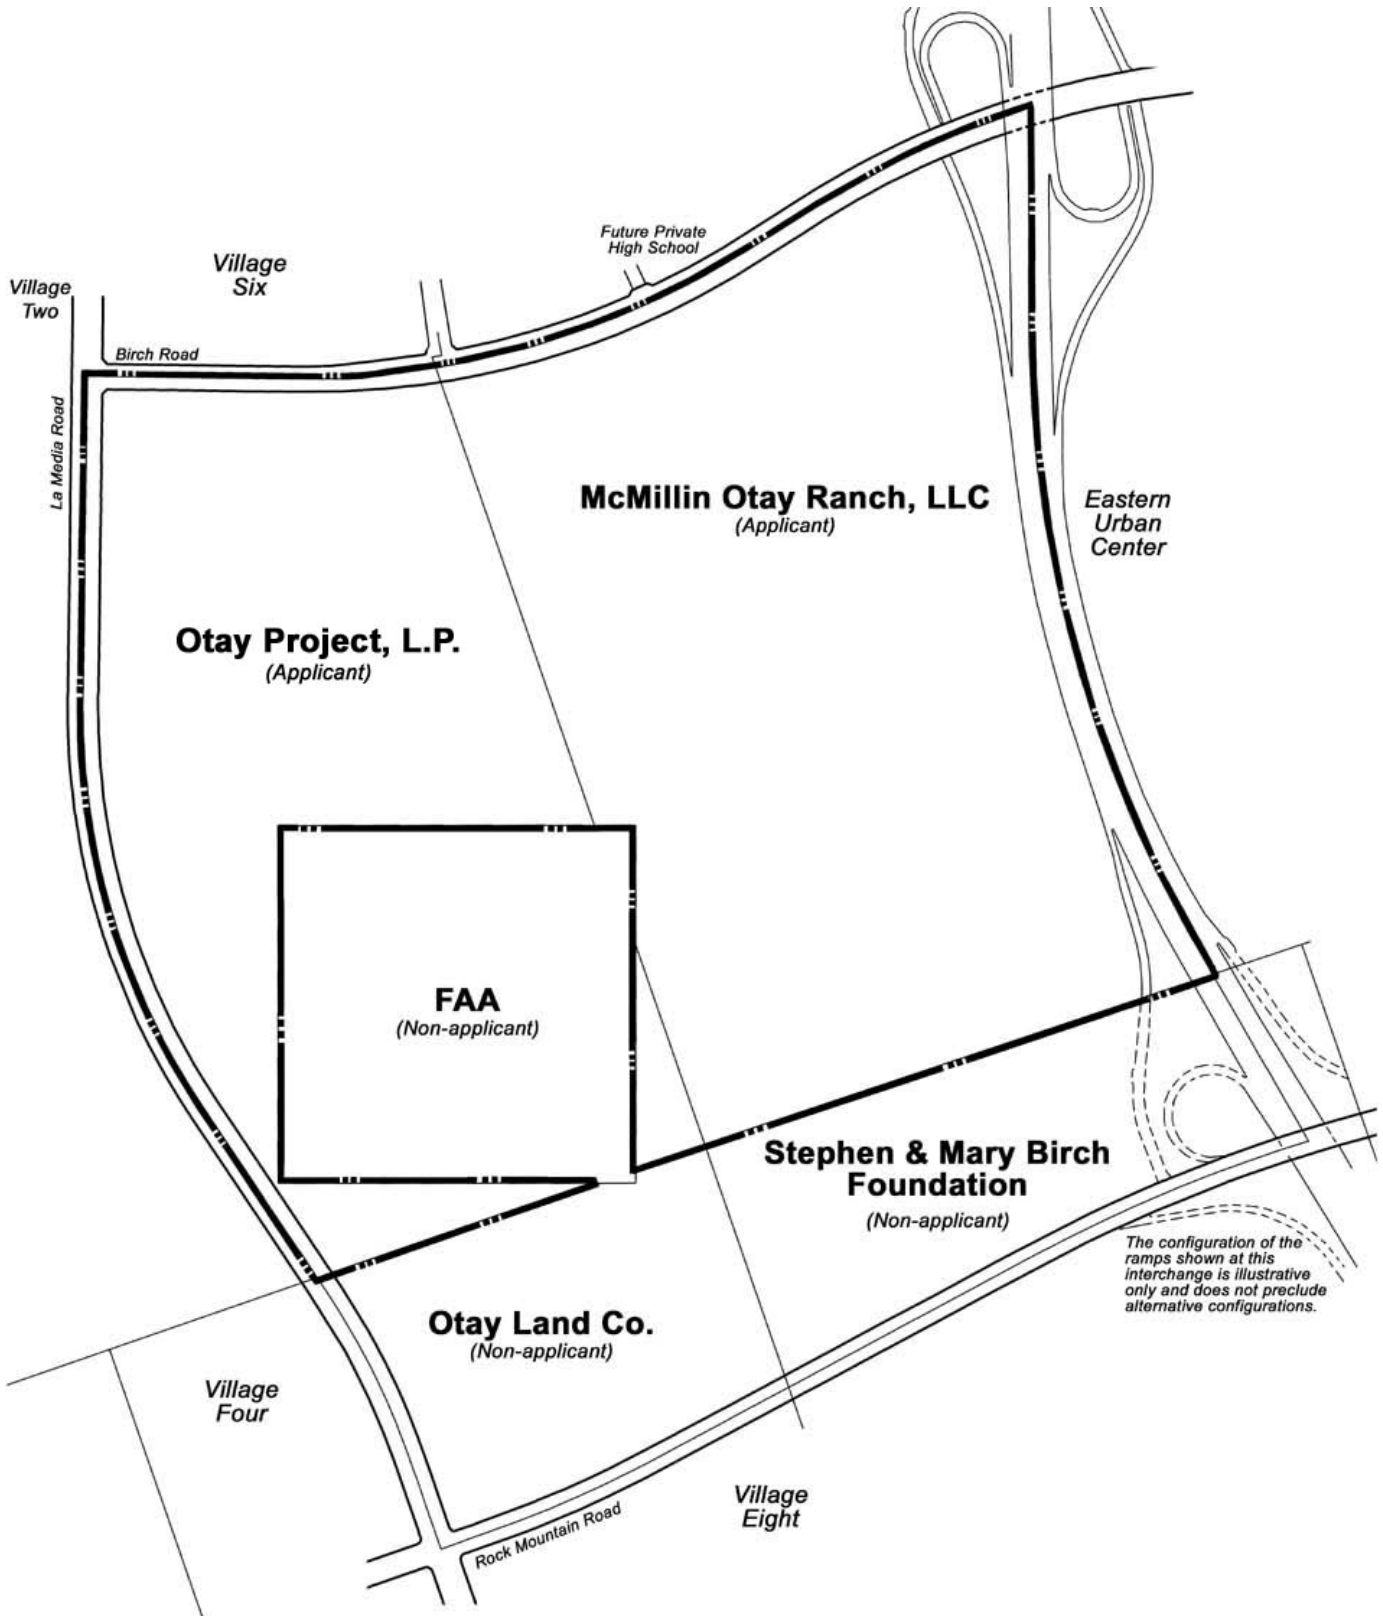 Future Private
High School
Village
Six
Village
Two
Birch Road
La Media Road
McMillin Otay Ranch, LLC
(Applicant)
Eastern
Urban
Center
Otay Project, L.P.
(Applicant)
FAA
(Non-applicant)
Stephen & Mary Birch
Foundation
(Non-applicant)
The configuration of the
ramps shown at this
interchange is illustrative
only and does not preclude
alternative configurations.
Otay Land Co.
(Non-applicant)
Village
Four
Village
Eight
Rock Mountain Road